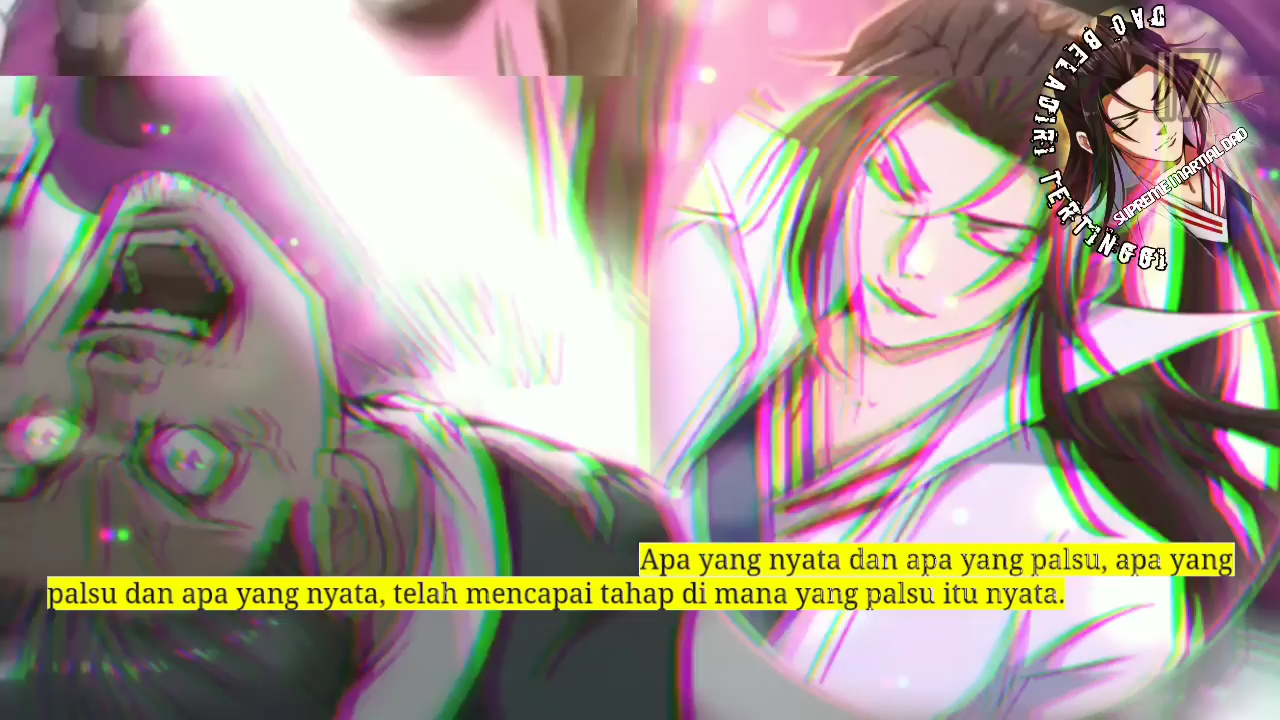 DAO BELADIRI TERTINGGI
17
SUPREME MARTIAL DAO
Apa yang nyata dan apa yang palsu, apa yang
palsu dan apa yang nyata, telah mencapai tahap di mana yang palsu itu nyata.